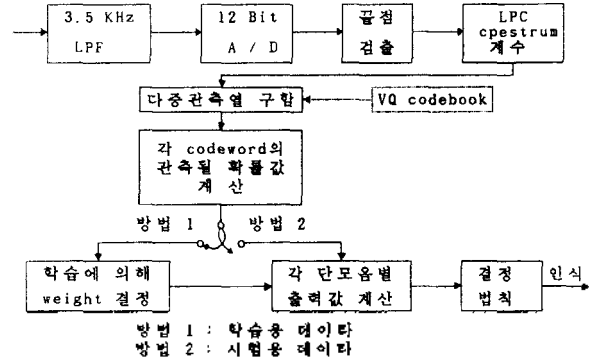 3.5 KHz
LPF
12 Bit
A / D
끝점
검출
LPC
cpestrum
계수
다중관측열 구함
VQ codebook
각 codeword의
관측될 확률값
계 산
방법 1
방법 2
학습에 의해
weight 결정
각 단모음별
출력값 계산
결정
법칙
인식
방법 1 : 학습용 데이타
방법 2 : 시험용 데이타